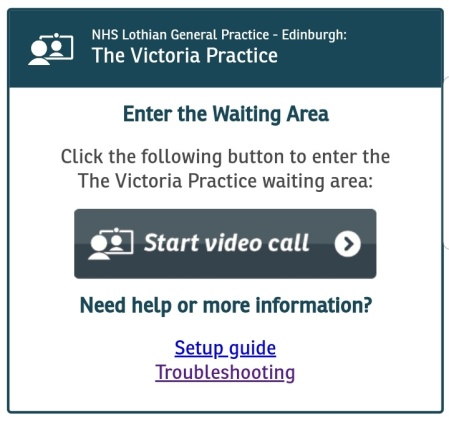 NHS Lothian General Practice - Edinburgh:
The Victoria Practice
Enter the Waiting Area
Click the following button to enter the
The Victoria Practice waiting area:
Start video call
Need help or more information?
Setup guide
Troubleshooting